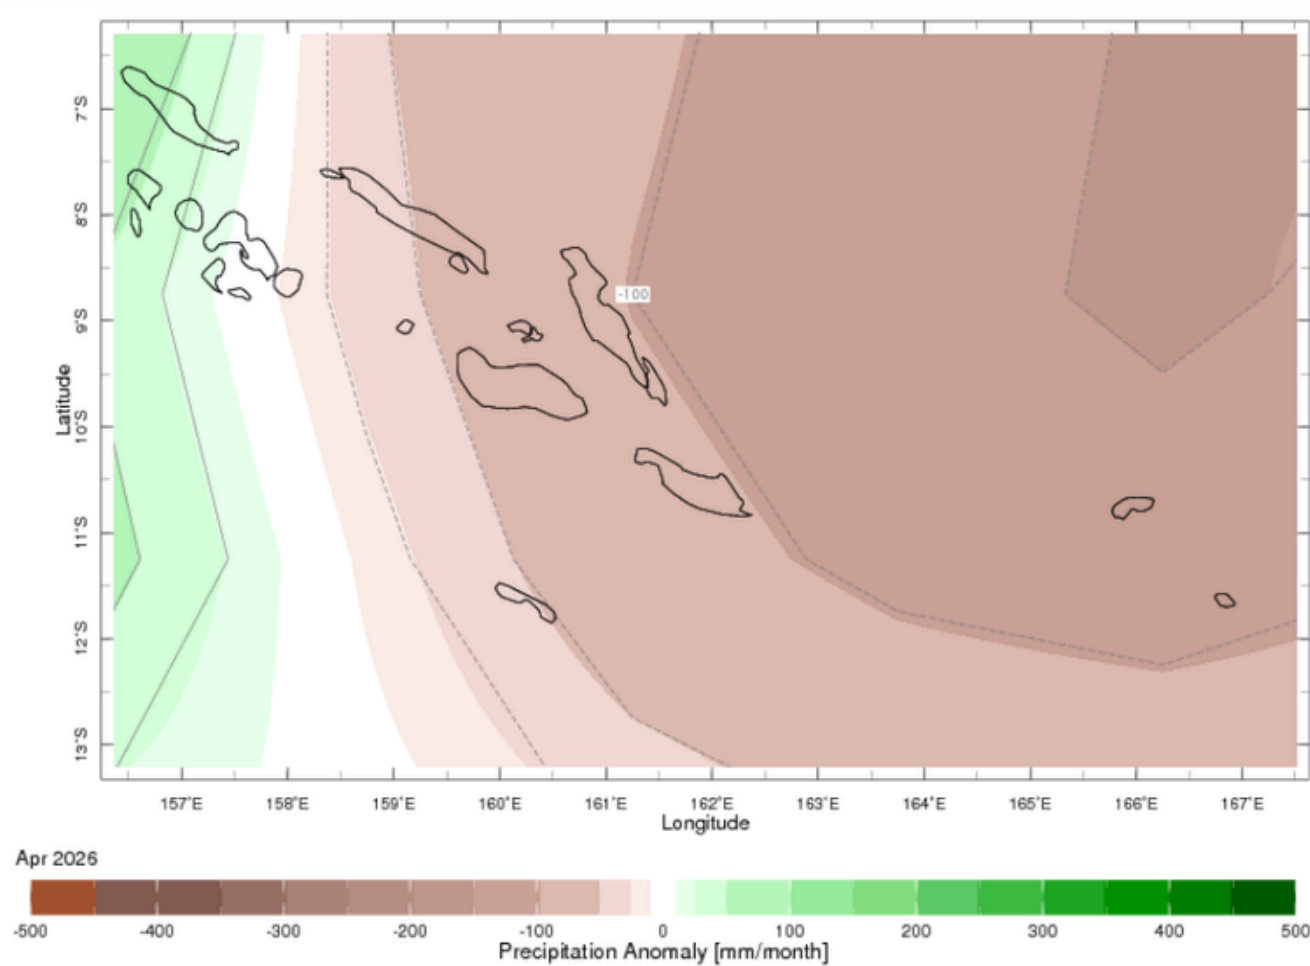 7°S
8°S
9°S
10°S
11°S
12°S
13°S
Latitude
-100
157°E 158°E 159°E 160°E 161°E 162°E 163°E 164°E 165°E 166°E 167°E
Longitude
Apr 2026
-500 -400 -300 -200 -100 0 100 200 300 400 500
Precipitation Anomaly [mm/month]